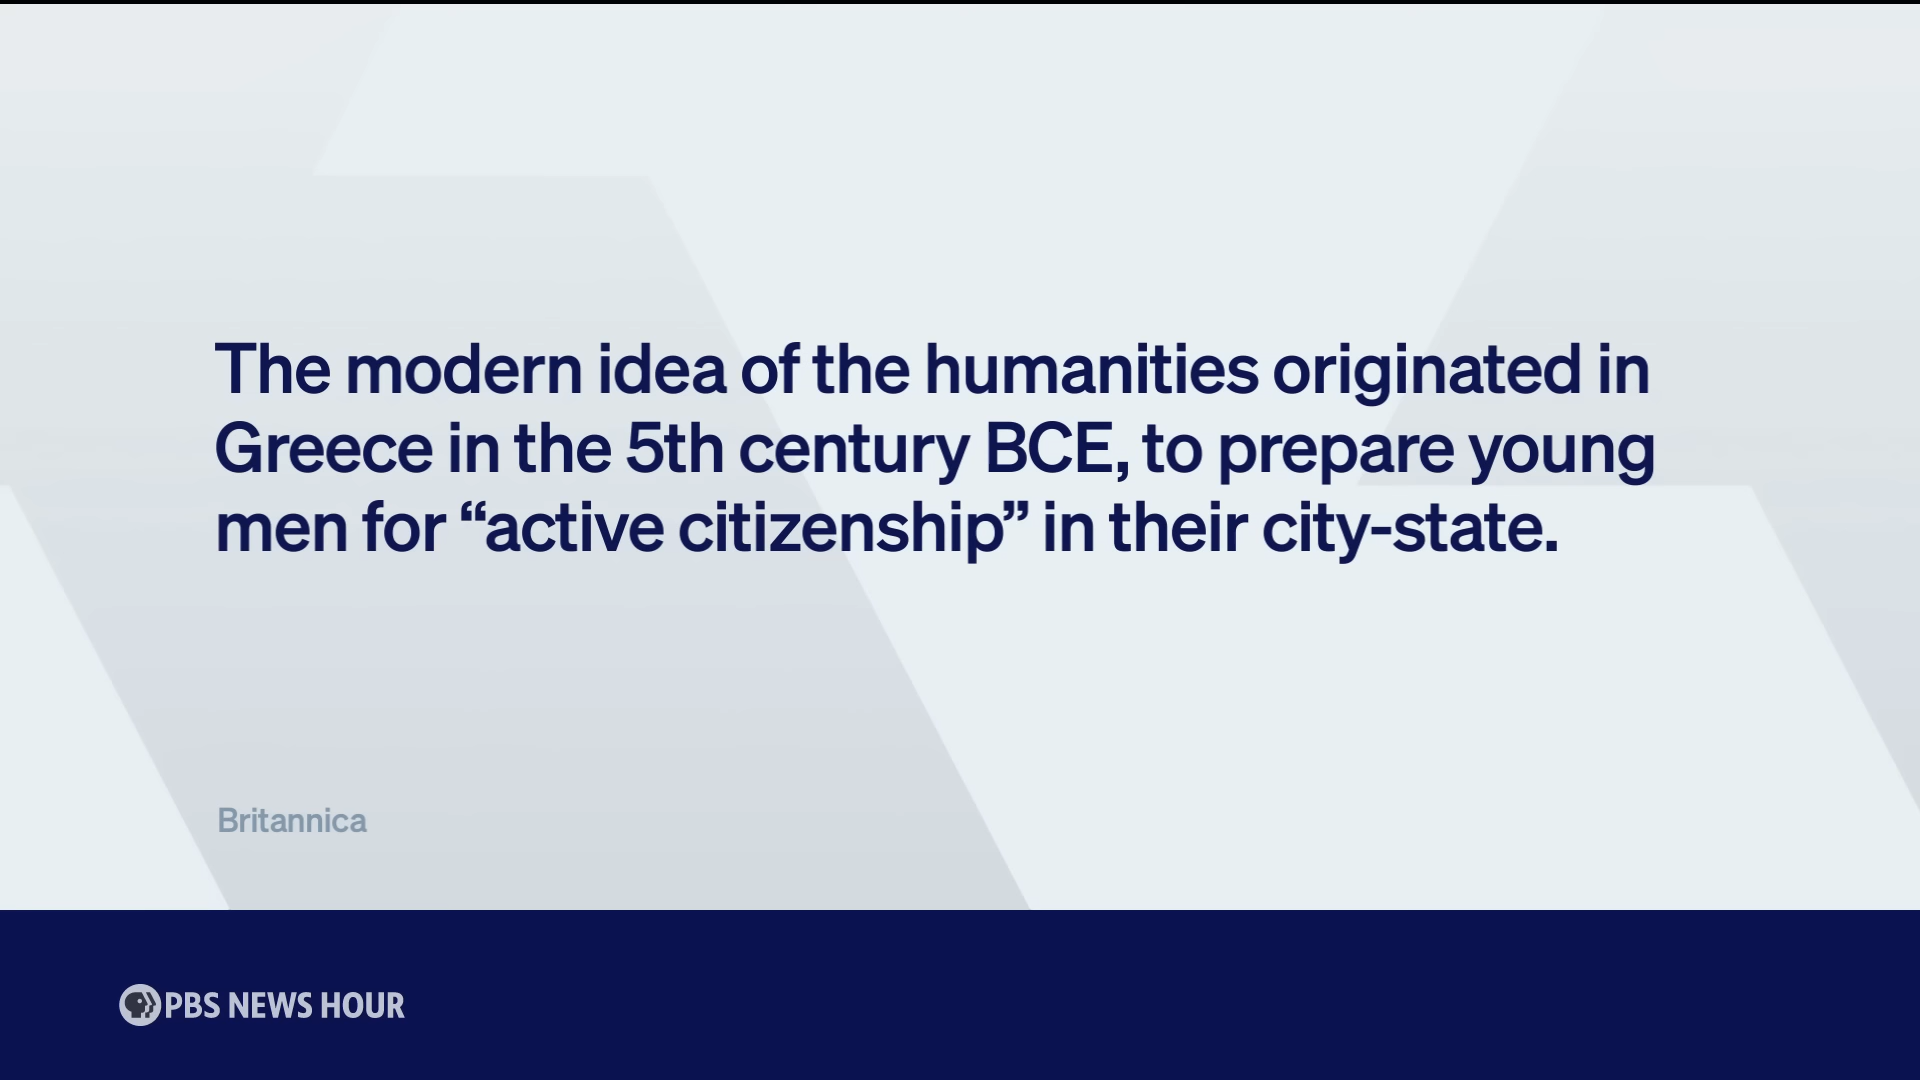 The modern idea of the humanities originated in
Greece in the 5th century BCE, to prepare young
men for “active citizenship” in their city-state.
Britannica
PBS NEWS HOUR